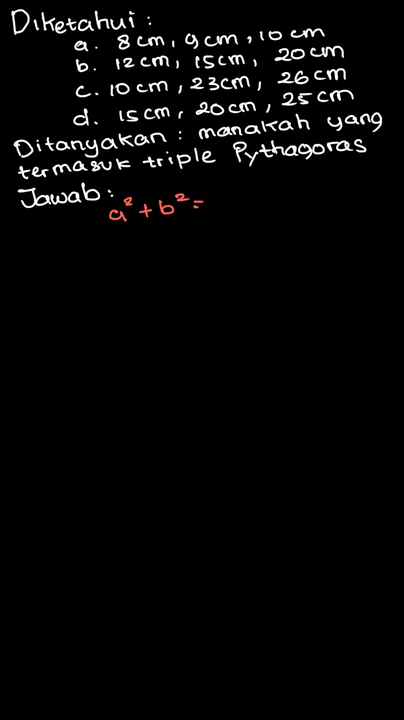 Diketahui :
a. 8 cm, 9 cm, 10 cm
b. 12 cm, 15 cm, 20 cm
c. 10 cm, 23 cm, 26 cm
d. 15 cm, 20 cm, 25 cm
Ditanyakan : manakah yang
termasuk triple Pythagoras
Jawab :
a² + b² =